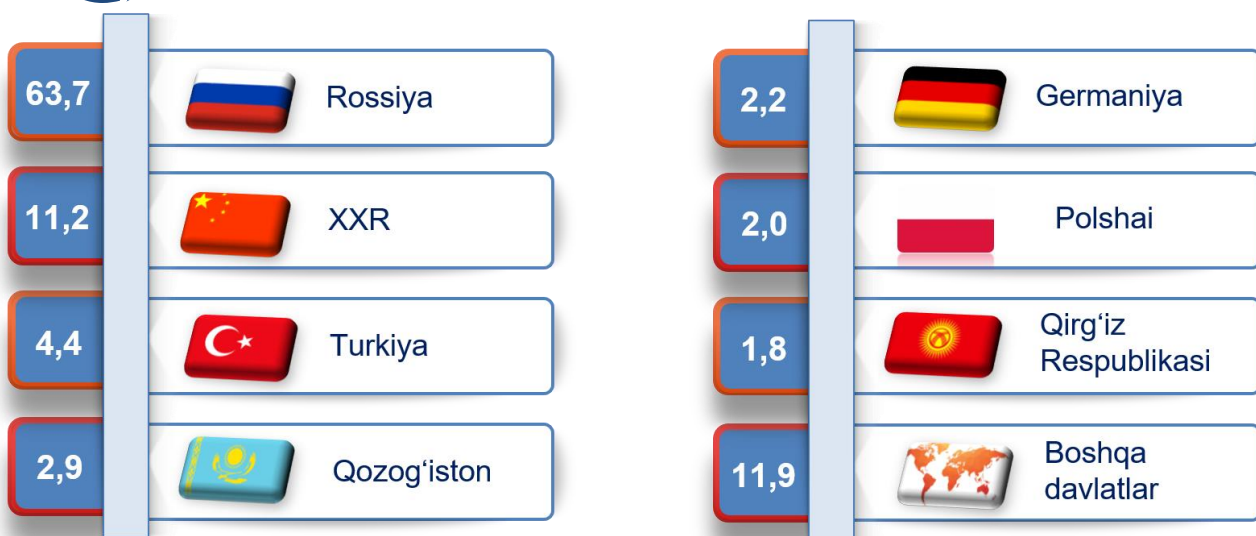 63,7
Rossiya
11,2
XXR
4,4
Turkiya
2,9
Qozog'iston
2,2
Germaniya
2,0
Polshai
1,8
Qirg‘iz
Respublikasi
11,9
Boshqa
davlatlar